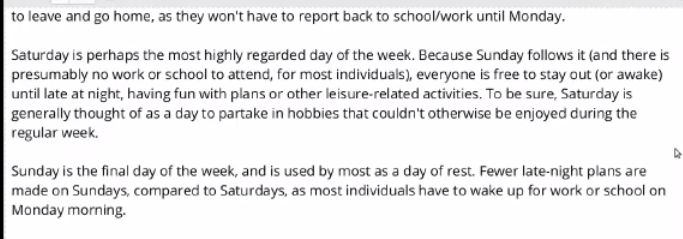 to leave and go home, as they won't have to report back to school/work until Monday.
Saturday is perhaps the most highly regarded day of the week. Because Sunday follows it (and there is
presumably no work or school to attend, for most individuals), everyone is free to stay out (or awake)
until late at night, having fun with plans or other leisure-related activities. To be sure, Saturday is
generally thought of as a day to partake in hobbies that couldn't otherwise be enjoyed during the
regular week.
Sunday is the final day of the week, and is used by most as a day of rest. Fewer late-night plans are
made on Sundays, compared to Saturdays, as most individuals have to wake up for work or school on
Monday morning.